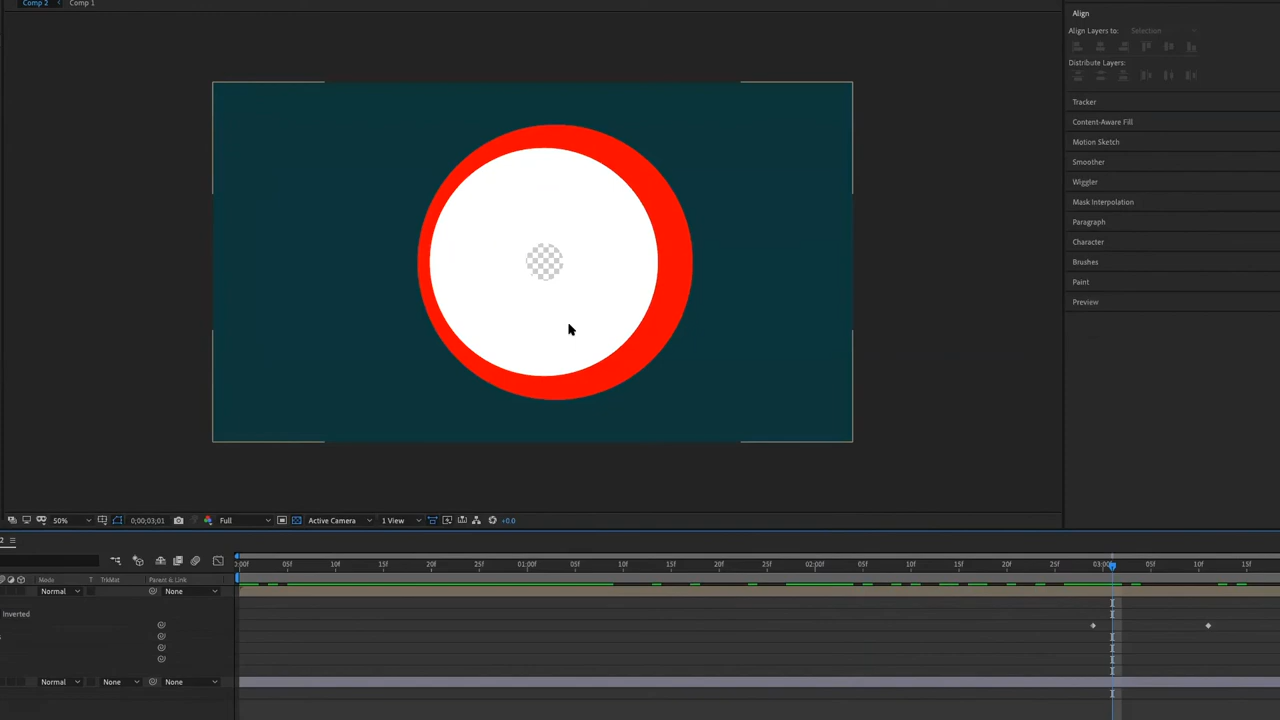 Comp 2
Comp 1
Align
Align Layers to:
Selection
Distribute Layers:
Tracker
Content-Aware Fill
Motion Sketch
Smoother
Wiggler
Mask Interpolation
Paragraph
Character
Brushes
Paint
Preview
50%
0;00;03;01
Full
Active Camera
1 View
+0.0
2
0:00f
05f
10f
15f
20f
25f
01:00f
05f
10f
15f
20f
25f
02:00f
05f
10f
15f
20f
25f
03:00f
05f
10f
15f
Mode
T
TrkMat
Parent & Link
Normal
None
Inverted
Normal
None
None